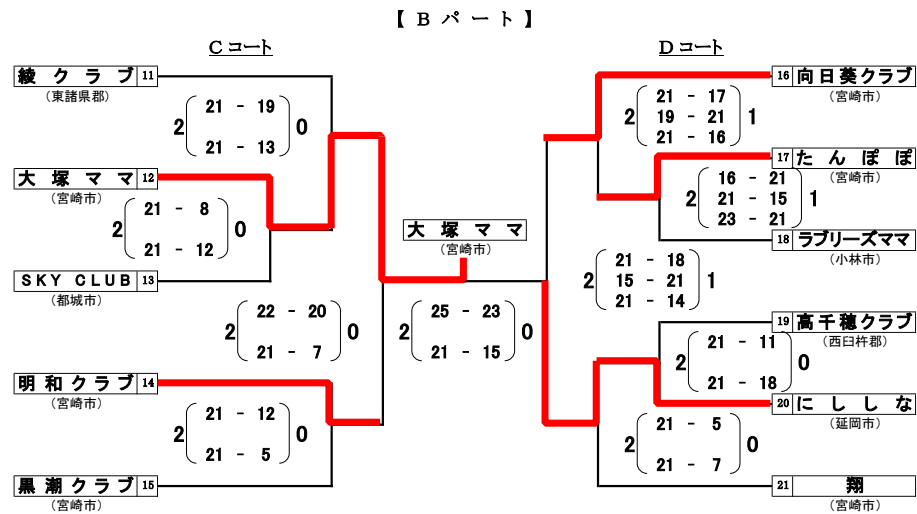 【 B パ ー ト 】
Cコート
Dコート
綾 ク ラ ブ 11
(東諸県郡)
2 21 - 19 0
21 - 13
大 塚 マ マ 12
(宮崎市)
2 21 - 8 0
21 - 12
SKY CLUB 13
(都城市)
2 22 - 20 0
21 - 7
明 和 ク ラ ブ 14
(宮崎市)
2 21 - 12 0
21 - 5
黒 潮 ク ラ ブ 15
(宮崎市)
大 塚 マ マ
(宮崎市)
2 25 - 23 0
21 - 15
16 向日葵クラブ
(宮崎市)
2 21 - 17 1
19 - 21
21 - 16
17 た ん ぽ ぽ
(宮崎市)
2 16 - 21 1
21 - 15
23 - 21
18 ラブリーズママ
(小林市)
2 21 - 18 1
15 - 21
21 - 14
19 高千穂クラブ
(西臼杵郡)
2 21 - 11 0
21 - 18
20 に し し な
(延岡市)
2 21 - 5 0
21 - 7
21 翔
(宮崎市)